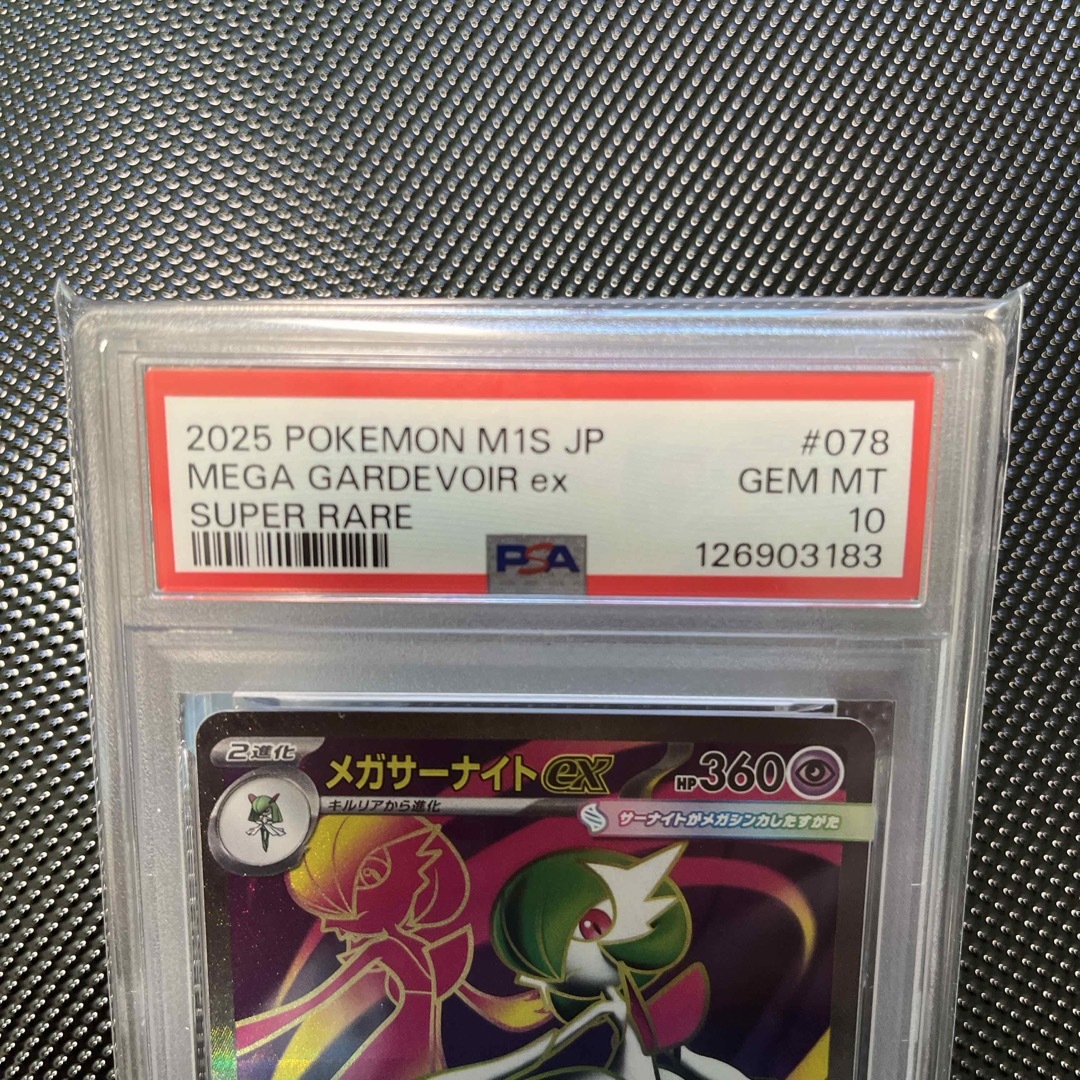 2025 POKEMON M1S JP #078
MEGA GARDEVOIR ex GEM MT
SUPER RARE 10
PSA 126903183
2進化 メガサーナイトex HP360
キルリアから進化
サーナイトがメガシンカしたすがた